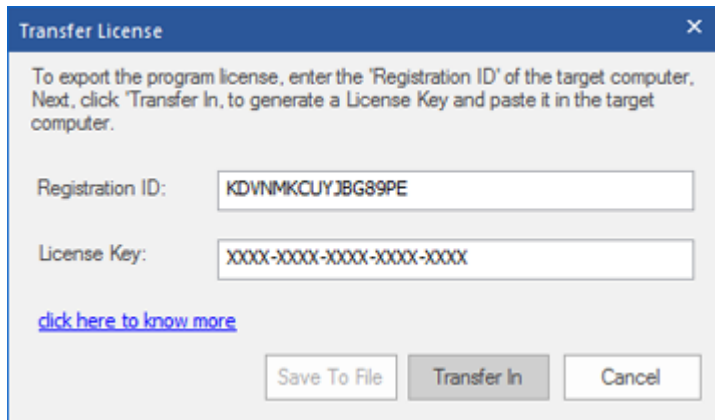 Transfer License
To export the program license, enter the 'Registration ID' of the target computer,
Next, click 'Transfer In, to generate a License Key and paste it in the target
computer.
Registration ID:
KDVNMKCUYJBG89PE
License Key:
XXXX-XXXX-XXXX-XXXX-XXXX
click here to know more
Save To File
Transfer In
Cancel